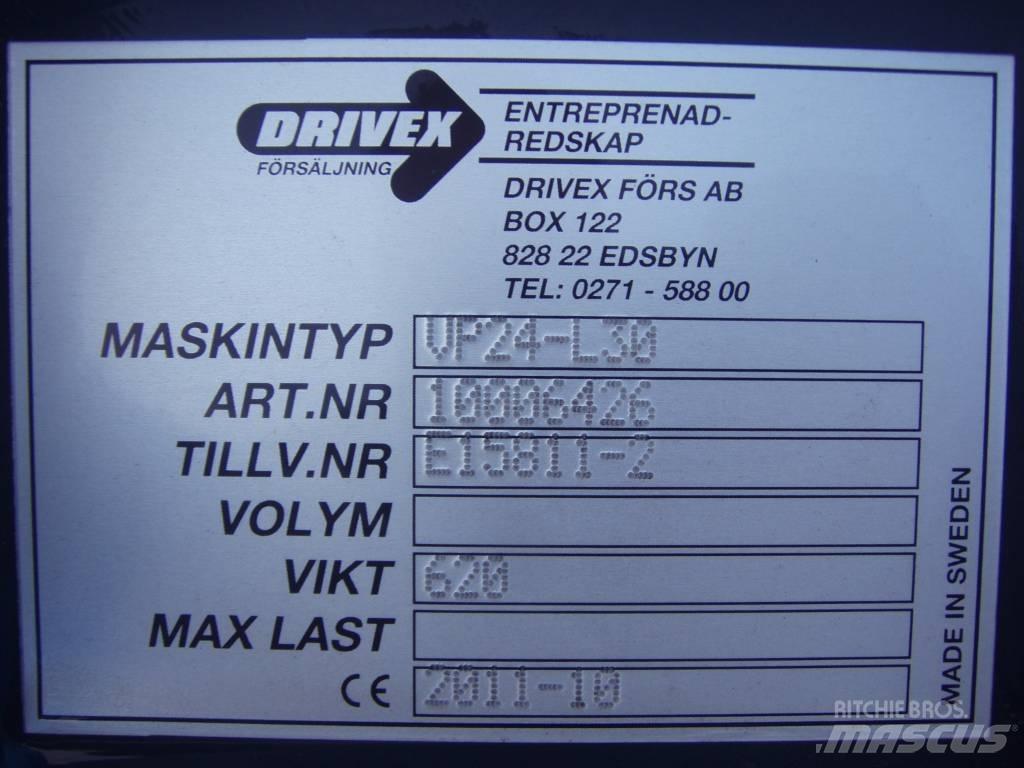 DRIVEX
FÖRSÄLJNING
ENTREPRENAD-
REDSKAP
DRIVEX FÖRS AB
BOX 122
828 22 EDSBYN
TEL: 0271 - 588 00
MASKINTYP VP24-L30
ART.NR 10006426
TILLV.NR E15811-2
VOLYM
VIKT 620
MAX LAST
CE 2011-10
MADE IN SWEDEN
RITCHIE BROS.
MASCUS